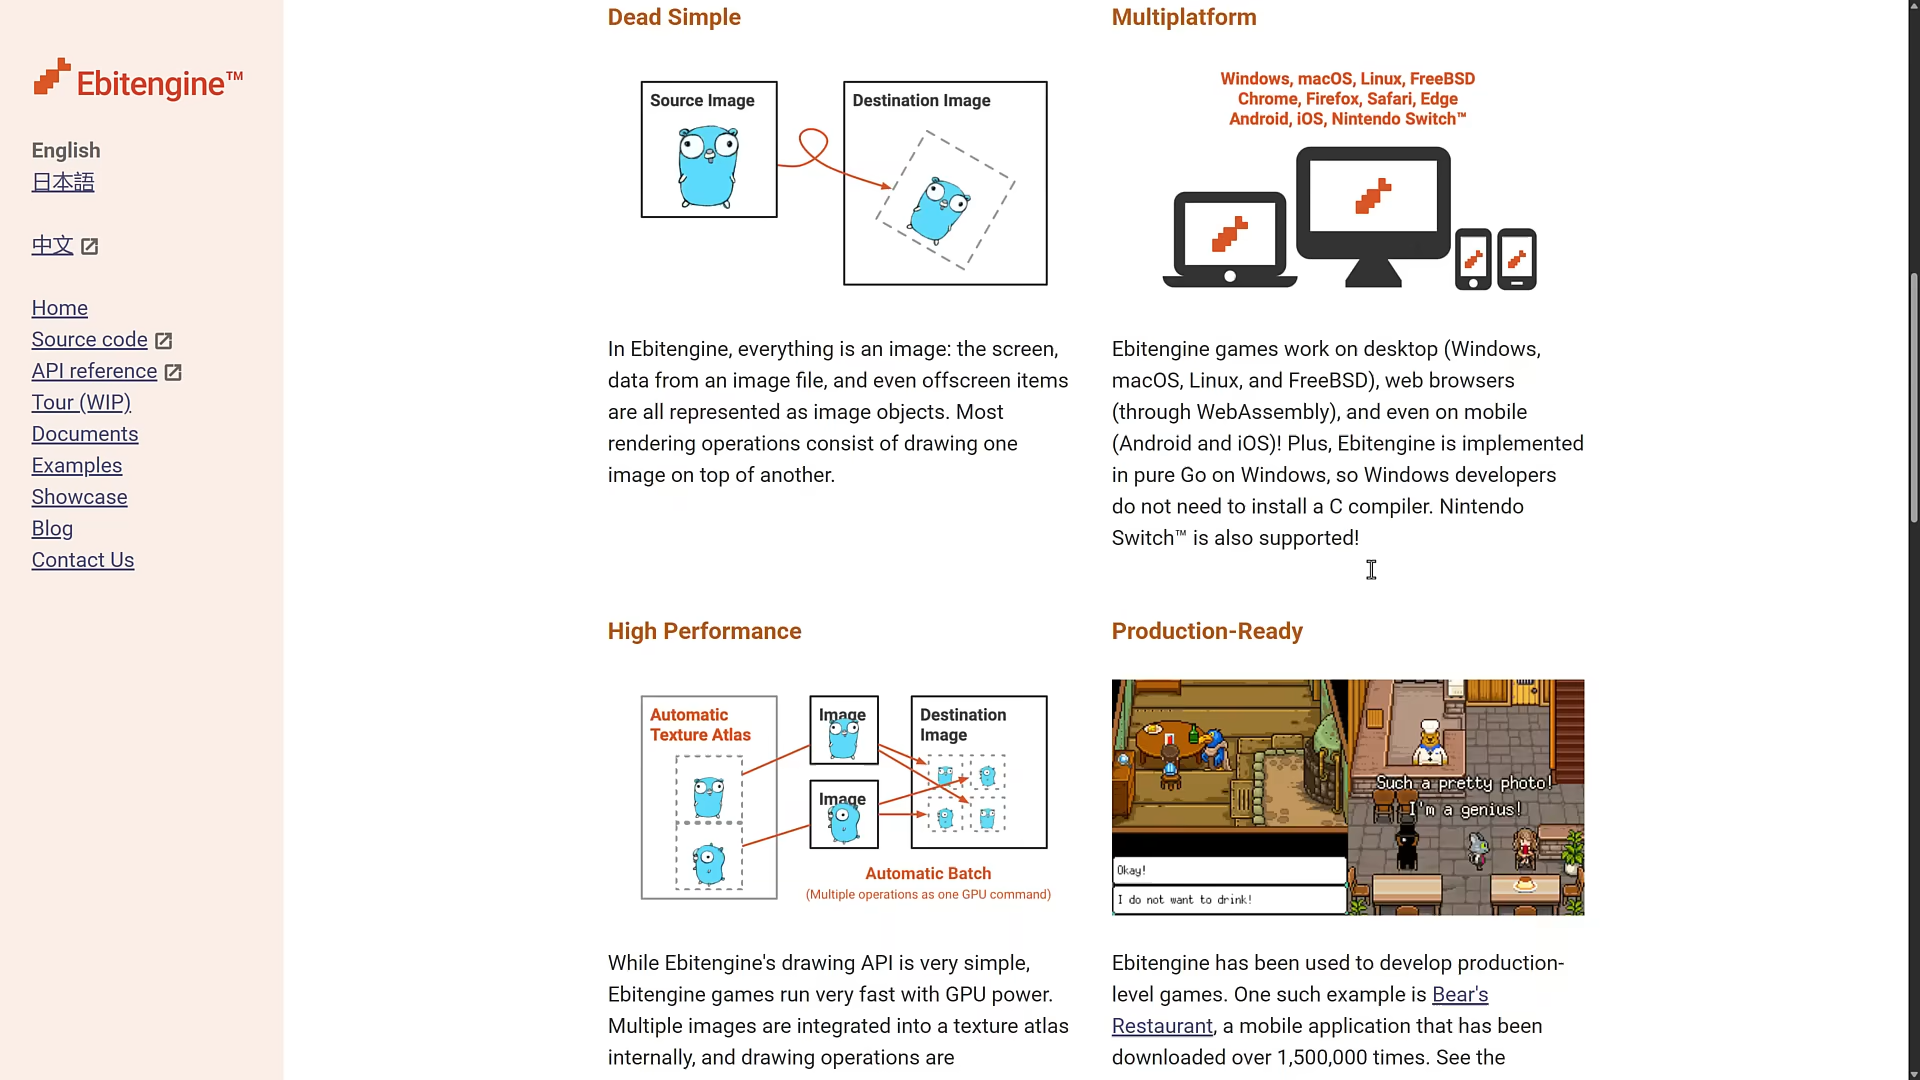 Ebitengine™
English
日本語
中文
Home
Source code
API reference
Tour (WIP)
Documents
Examples
Showcase
Blog
Contact Us
Dead Simple
Source Image
Destination Image
In Ebitengine, everything is an image: the screen,
data from an image file, and even offscreen items
are all represented as image objects. Most
rendering operations consist of drawing one
image on top of another.
Multiplatform
Windows, macOS, Linux, FreeBSD
Chrome, Firefox, Safari, Edge
Android, iOS, Nintendo Switch™
Ebitengine games work on desktop (Windows,
macOS, Linux, and FreeBSD), web browsers
(through WebAssembly), and even on mobile
(Android and iOS)! Plus, Ebitengine is implemented
in pure Go on Windows, so Windows developers
do not need to install a C compiler. Nintendo
Switch™ is also supported!
High Performance
Automatic
Texture Atlas
Image
Image
Destination
Image
Automatic Batch
(Multiple operations as one GPU command)
While Ebitengine's drawing API is very simple,
Ebitengine games run very fast with GPU power.
Multiple images are integrated into a texture atlas
internally, and drawing operations are
Production-Ready
Okay!
I do not want to drink!
Such a pretty photo!
I'm a genius!
Ebitengine has been used to develop production-
level games. One such example is Bear's
Restaurant, a mobile application that has been
downloaded over 1,500,000 times. See the